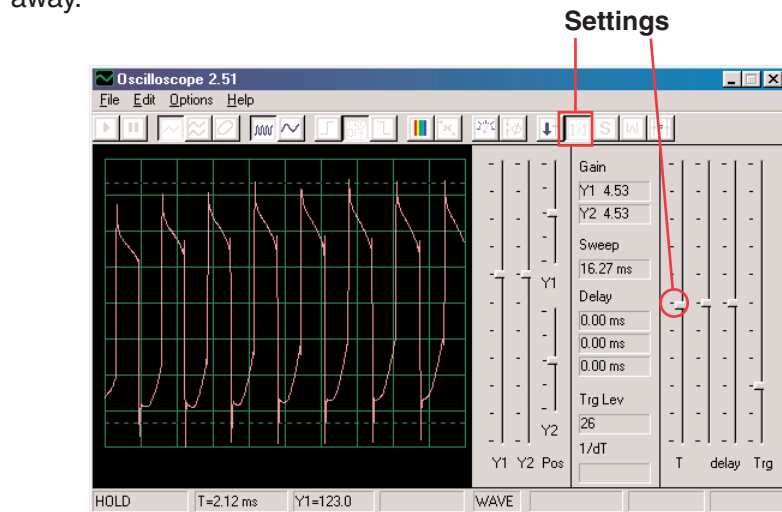 away.
Settings
Oscilloscope 2.51
File Edit Options Help
1:1 S W
Gain
Y1 4.53
Y2 4.53
Sweep
16.27 ms
Y1
Delay
0.00 ms
0.00 ms
0.00 ms
Trg Lev
26
Y2
1/dT
Y1 Y2 Pos
T delay Trg
HOLD T=2.12 ms Y1=123.0 WAVE